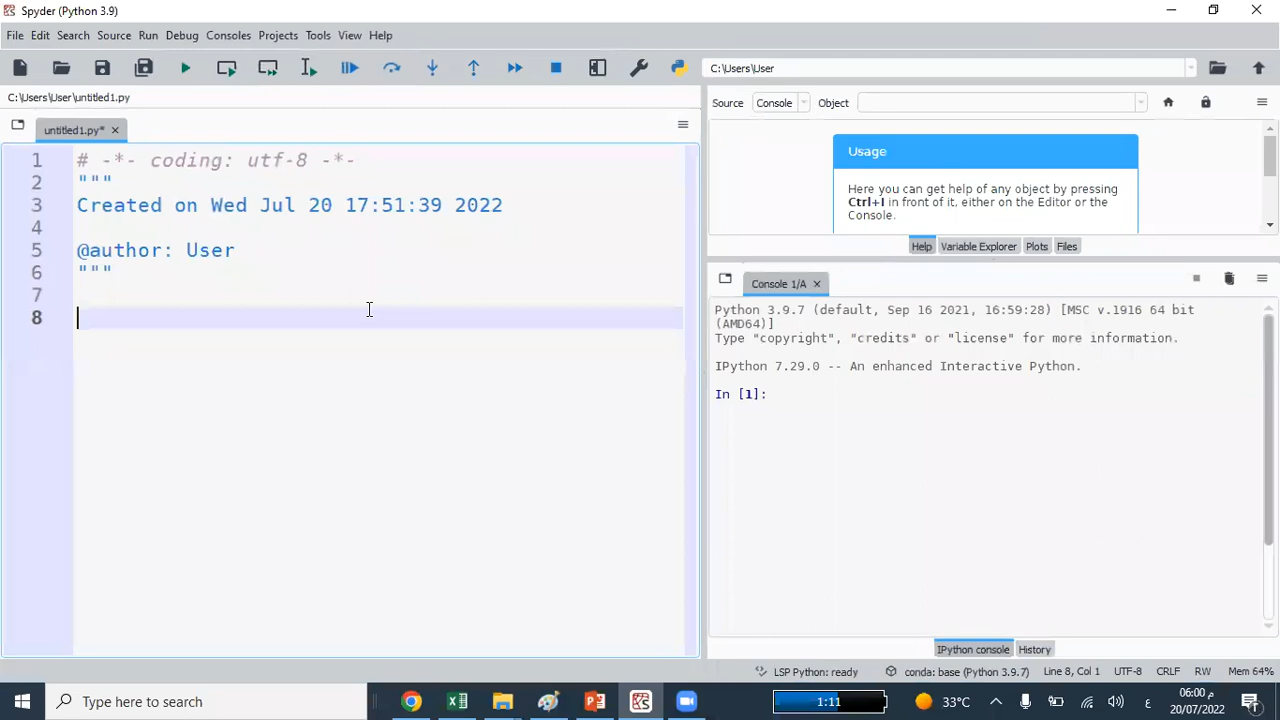 Spyder (Python 3.9)
File Edit Search Source Run Debug Consoles Projects Tools View Help
C:\Users\User
C:\Users\User\untitled1.py
untitled1.py*
1 # -*- coding: utf-8 -*-
2 """
3 Created on Wed Jul 20 17:51:39 2022
4
5 @author: User
6 """
7
8
Source Console Object
Usage
Here you can get help of any object by pressing
Ctrl+I in front of it, either on the Editor or the
Console.
Help Variable Explorer Plots Files
Console 1/A
Python 3.9.7 (default, Sep 16 2021, 16:59:28) [MSC v.1916 64 bit
(AMD64)]
Type "copyright", "credits" or "license" for more information.
IPython 7.29.0 -- An enhanced Interactive Python.
In [1]:
IPython console History
LSP Python: ready conda: base (Python 3.9.7) Line 8, Col 1 UTF-8 CRLF RW Mem 64%
Type here to search
1:11
33°C
ع
06:00 م
20/07/2022
1